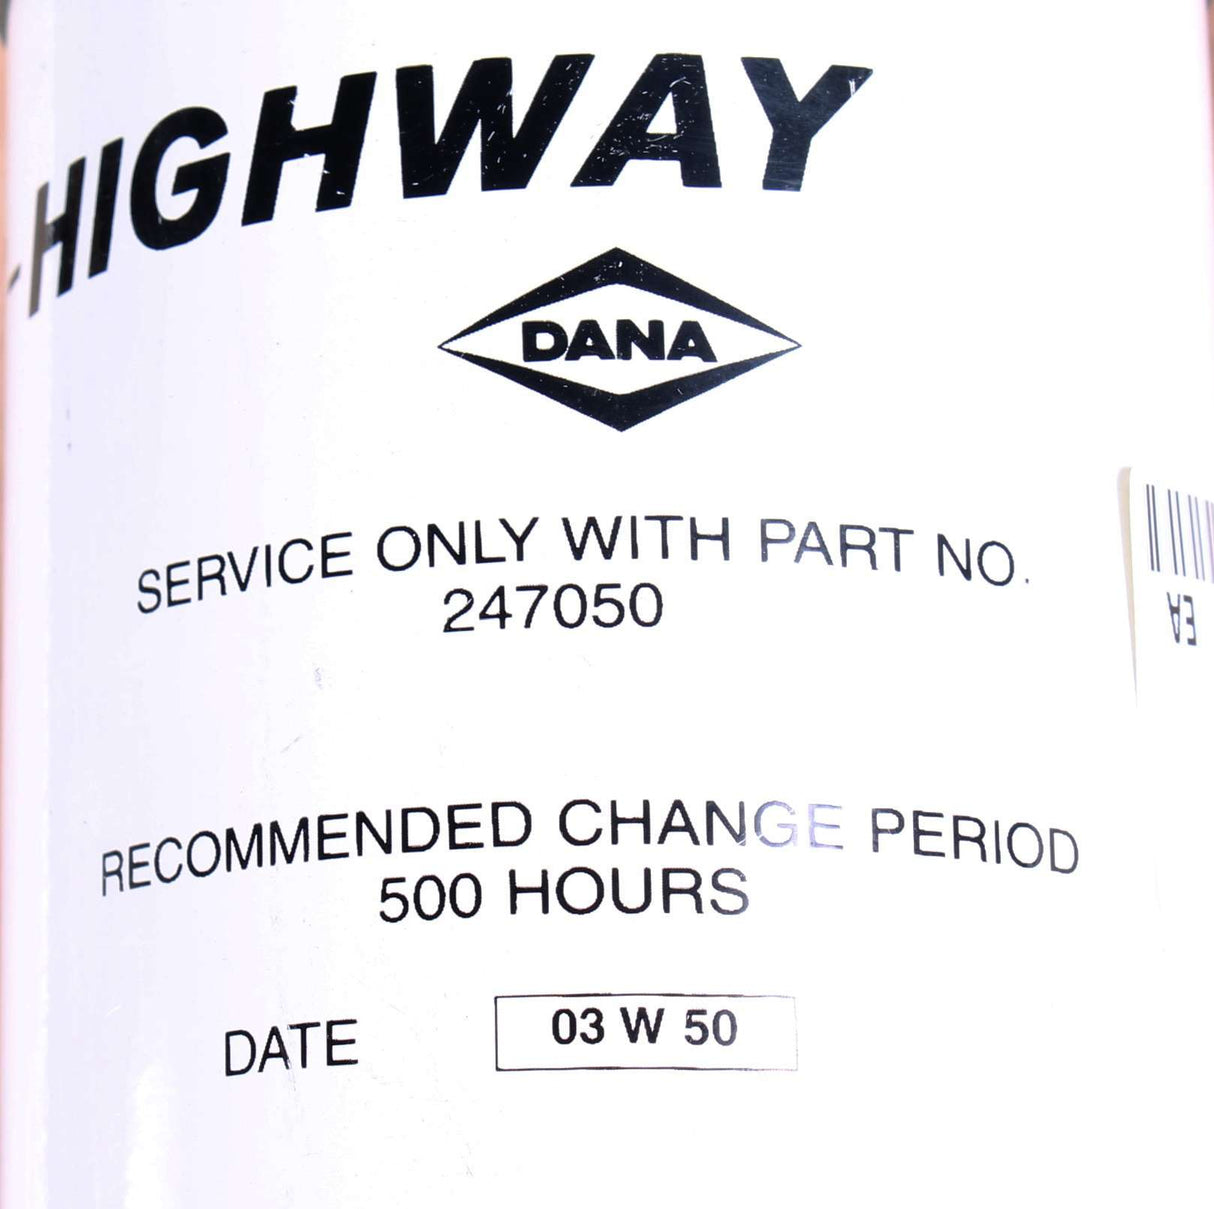 -HIGHWAY
DANA
SERVICE ONLY WITH PART NO.
247050
EA
RECOMMENDED CHANGE PERIOD
500 HOURS
DATE 03 W 50